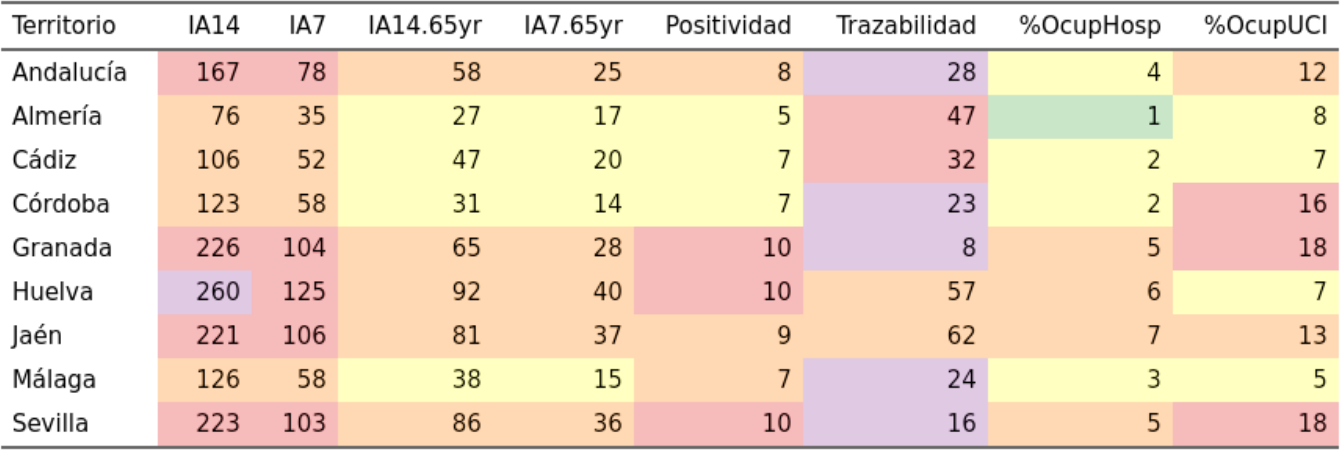 Territorio IA14 IA7 IA14.65yr IA7.65yr Positividad Trazabilidad %OcupHosp %OcupUCI
Andalucía 167 78 58 25 8 28 4 12
Almería 76 35 27 17 5 47 1 8
Cádiz 106 52 47 20 7 32 2 7
Córdoba 123 58 31 14 7 23 2 16
Granada 226 104 65 28 10 8 5 18
Huelva 260 125 92 40 10 57 6 7
Jaén 221 106 81 37 9 62 7 13
Málaga 126 58 38 15 7 24 3 5
Sevilla 223 103 86 36 10 16 5 18